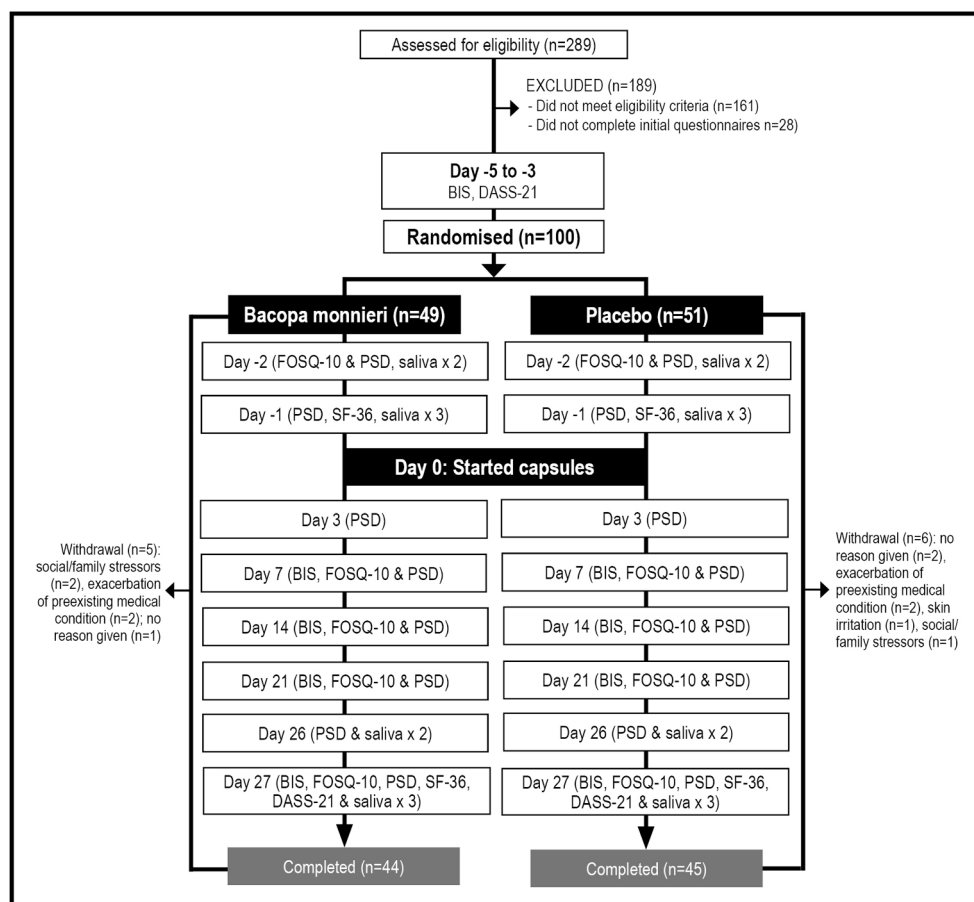 Assessed for eligibility (n=289)
EXCLUDED (n=189)
- Did not meet eligibility criteria (n=161)
- Did not complete initial questionnaires n=28)
Day -5 to -3
BIS, DASS-21
Randomised (n=100)
Bacopa monnieri (n=49)
Placebo (n=51)
Day -2 (FOSQ-10 & PSD, saliva x 2)
Day -2 (FOSQ-10 & PSD, saliva x 2)
Day -1 (PSD, SF-36, saliva x 3)
Day -1 (PSD, SF-36, saliva x 3)
Day 0: Started capsules
Day 3 (PSD)
Day 3 (PSD)
Withdrawal (n=5):
social/family stressors
(n=2), exacerbation
of preexisting medical
condition (n=2); no
reason given (n=1)
Day 7 (BIS, FOSQ-10 & PSD)
Day 7 (BIS, FOSQ-10 & PSD)
Withdrawal (n=6): no
reason given (n=2),
exacerbation of
preexisting medical
condition (n=2), skin
irritation (n=1), social/
family stressors (n=1)
Day 14 (BIS, FOSQ-10 & PSD)
Day 14 (BIS, FOSQ-10 & PSD)
Day 21 (BIS, FOSQ-10 & PSD)
Day 21 (BIS, FOSQ-10 & PSD)
Day 26 (PSD & saliva x 2)
Day 26 (PSD & saliva x 2)
Day 27 (BIS, FOSQ-10, PSD, SF-36,
DASS-21 & saliva x 3)
Day 27 (BIS, FOSQ-10, PSD, SF-36,
DASS-21 & saliva x 3)
Completed (n=44)
Completed (n=45)